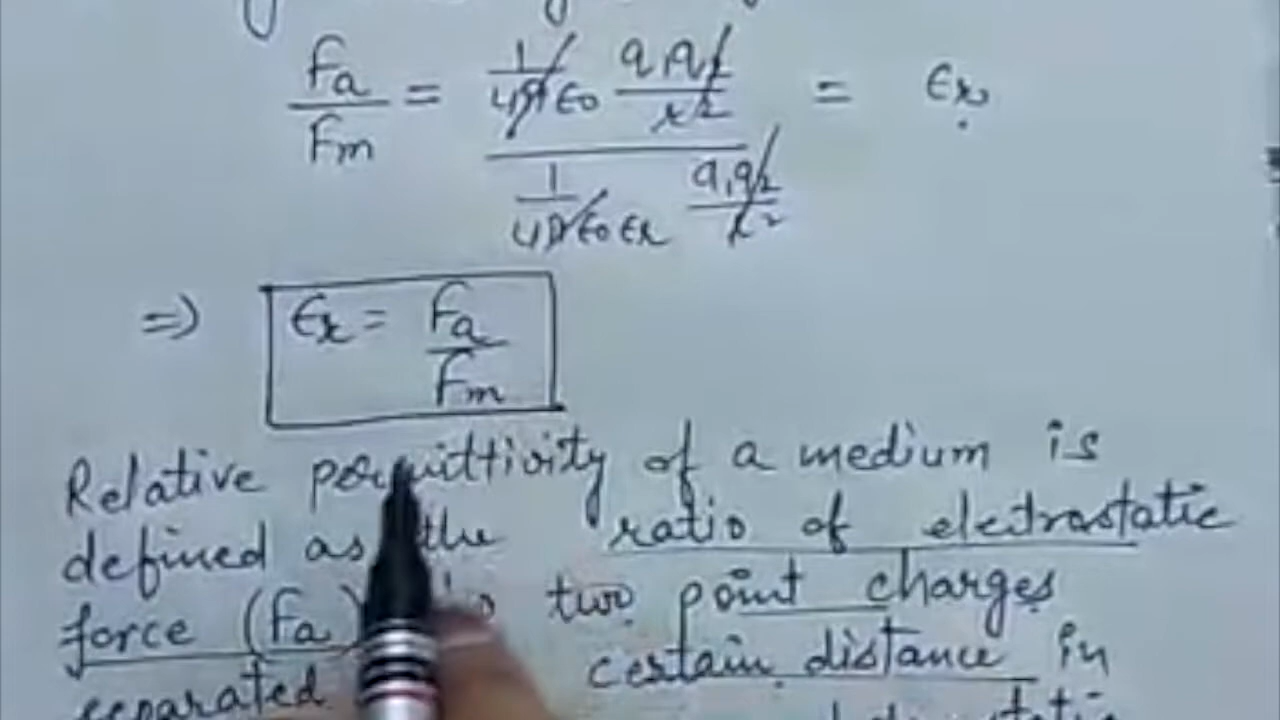 Fa/Fm = (1/4πϵ0 q1q2/r2) / (1/4πϵ0ϵr q1q2/r2) = ϵr
⇒ ϵr = Fa/Fm
Relative permittivity of a medium is
defined as the ratio of electrostatic
force (Fa) two point charges
separated certain distance in